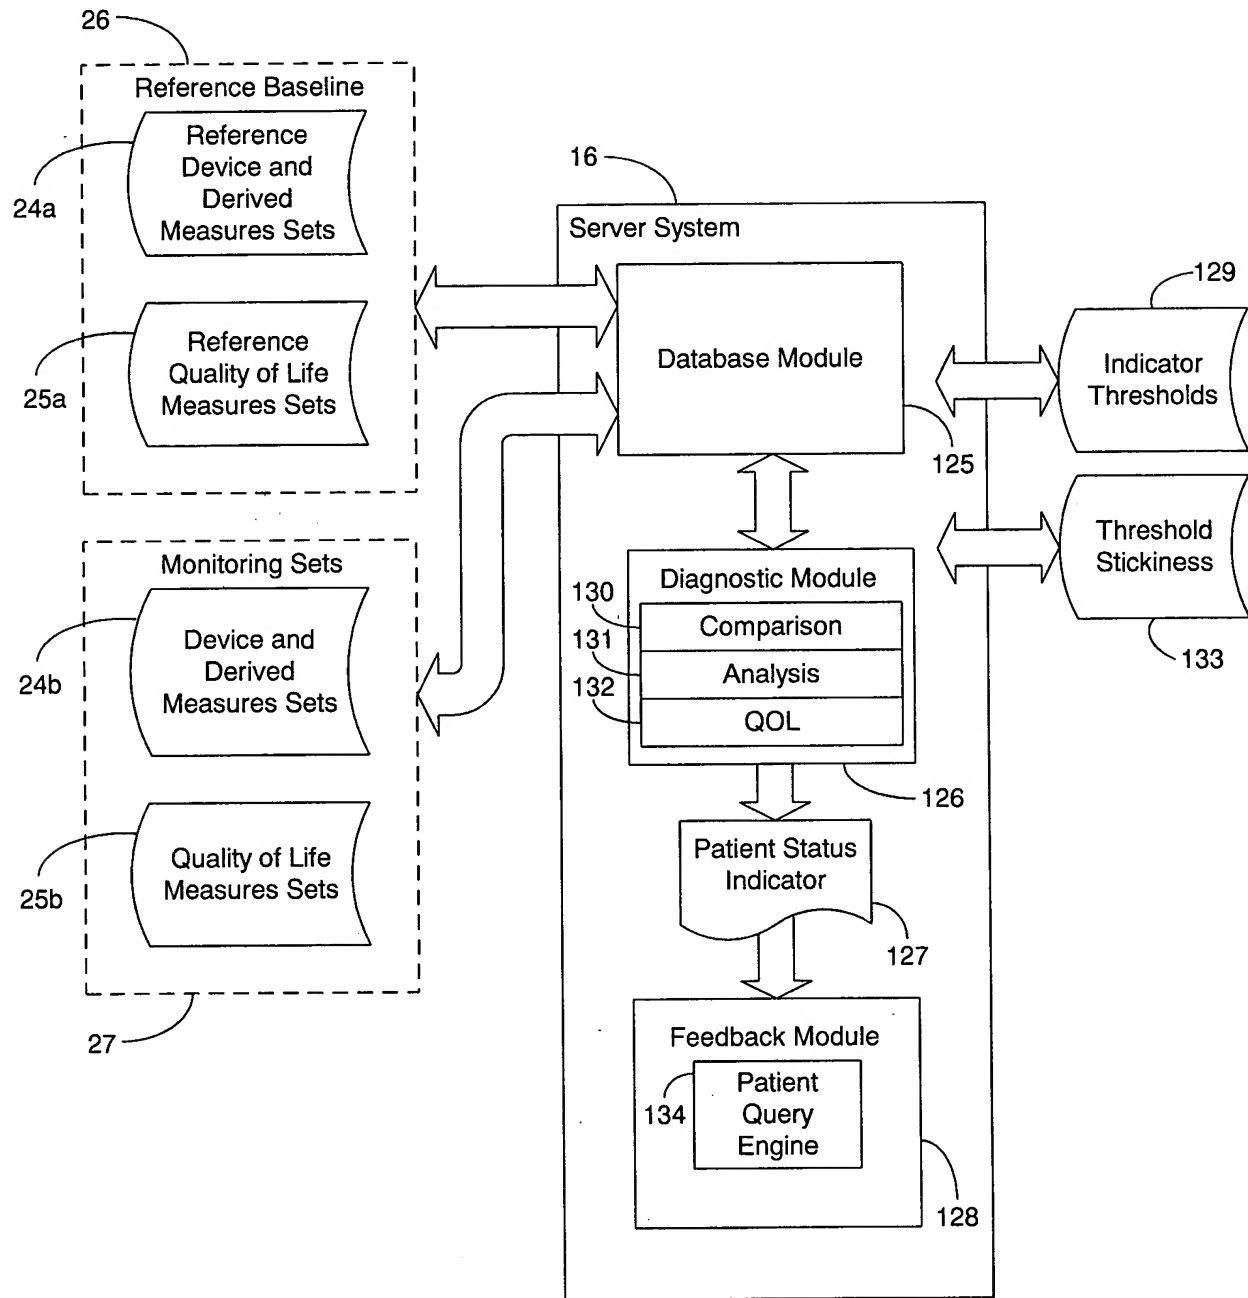 26
Reference Baseline
Reference
Device and
Derived
Measures Sets
24a
Reference
Quality of Life
Measures Sets
25a
Monitoring Sets
Device and
Derived
Measures Sets
24b
Quality of Life
Measures Sets
25b
27
16
Server System
Database Module
125
129
Indicator
Thresholds
Threshold
Stickiness
133
Diagnostic Module
130
Comparison
131
Analysis
132
QOL
126
Patient Status
Indicator
127
Feedback Module
134
Patient
Query
Engine
128